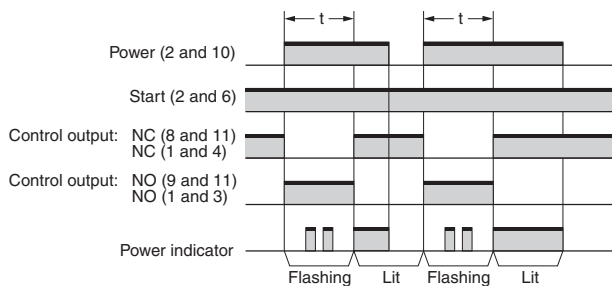 t t
Power (2 and 10)
Start (2 and 6)
Control output: NC (8 and 11)
NC (1 and 4)
Control output: NO (9 and 11)
NO (1 and 3)
Power indicator
Flashing Lit Flashing Lit